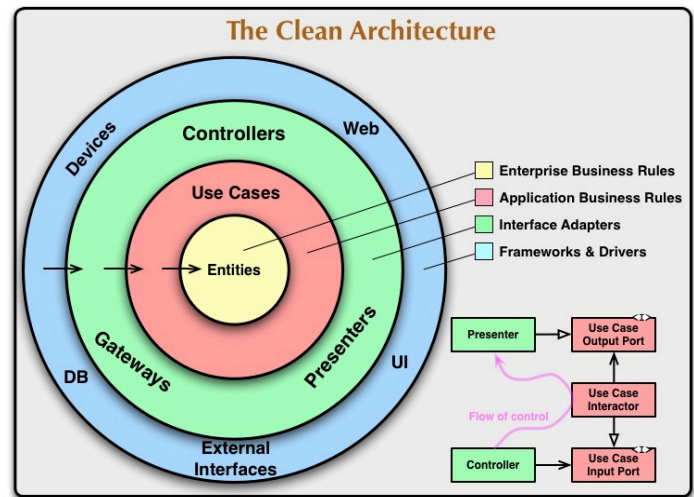 The Clean Architecture
Devices
Web
Controllers
Use Cases
Entities
Gateways
Presenters
DB
UI
External
Interfaces
Enterprise Business Rules
Application Business Rules
Interface Adapters
Frameworks & Drivers
Presenter
Use Case
Output Port
<I>
Flow of control
Use Case
Interactor
Controller
Use Case
Input Port
<I>